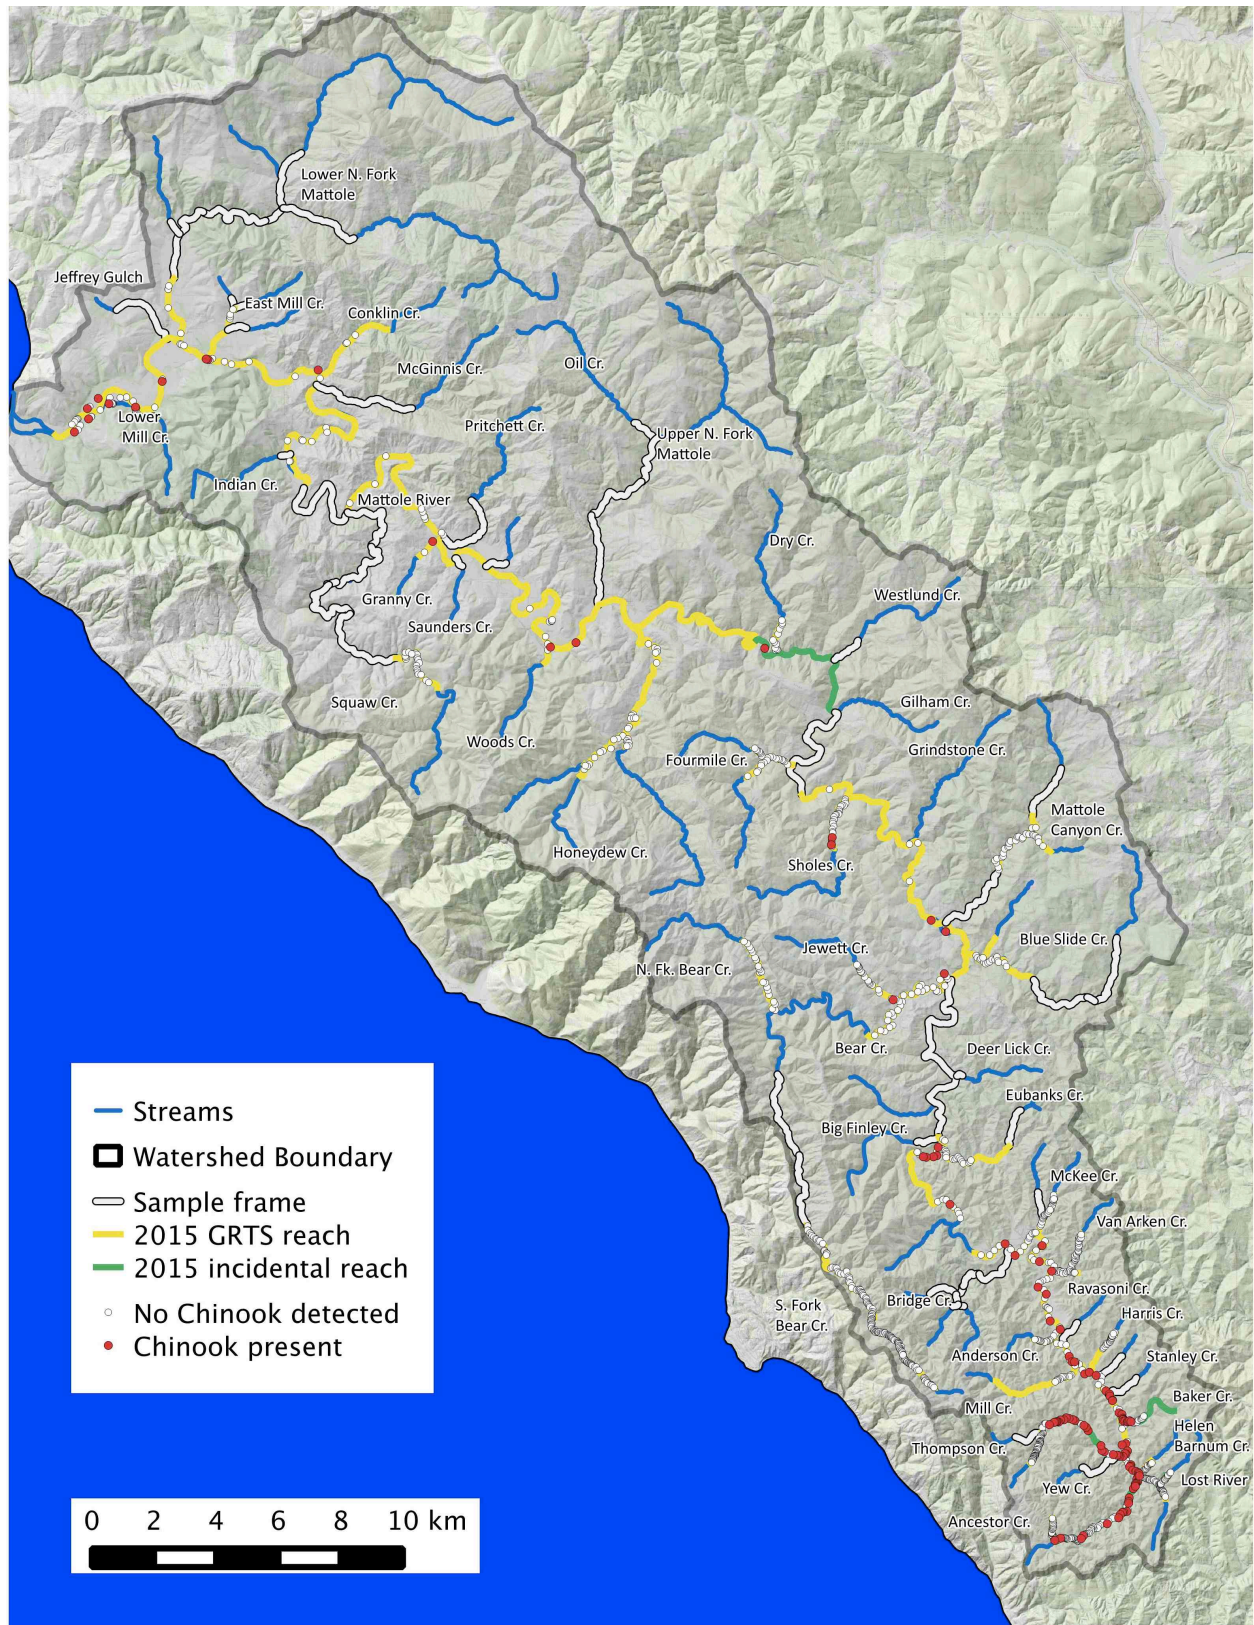 Lower N. Fork
Mattole
Jeffrey Gulch
East Mill Cr.
Conklin Cr.
McGinnis Cr.
Oil Cr.
Lower
Mill Cr.
Pritchett Cr.
Upper N. Fork
Mattole
Indian Cr.
Mattole River
Dry Cr.
Granny Cr.
Westlund Cr.
Saunders Cr.
Squaw Cr.
Gilham Cr.
Woods Cr.
Fourmile Cr.
Grindstone Cr.
Mattole
Canyon Cr.
Honeydew Cr.
Sholes Cr.
Jewett Cr.
Blue Slide Cr.
N. Fk. Bear Cr.
Bear Cr.
Deer Lick Cr.
Eubanks Cr.
Big Finley Cr.
McKee Cr.
Van Arken Cr.
Ravasoni Cr.
Bridge Cr.
S. Fork
Bear Cr.
Harris Cr.
Anderson Cr.
Stanley Cr.
Mill Cr.
Baker Cr.
Helen
Barnum Cr.
Thompson Cr.
Yew Cr.
Lost River
Ancestor Cr.
Streams
Watershed Boundary
Sample frame
2015 GRTS reach
2015 incidental reach
No Chinook detected
Chinook present
0 2 4 6 8 10 km